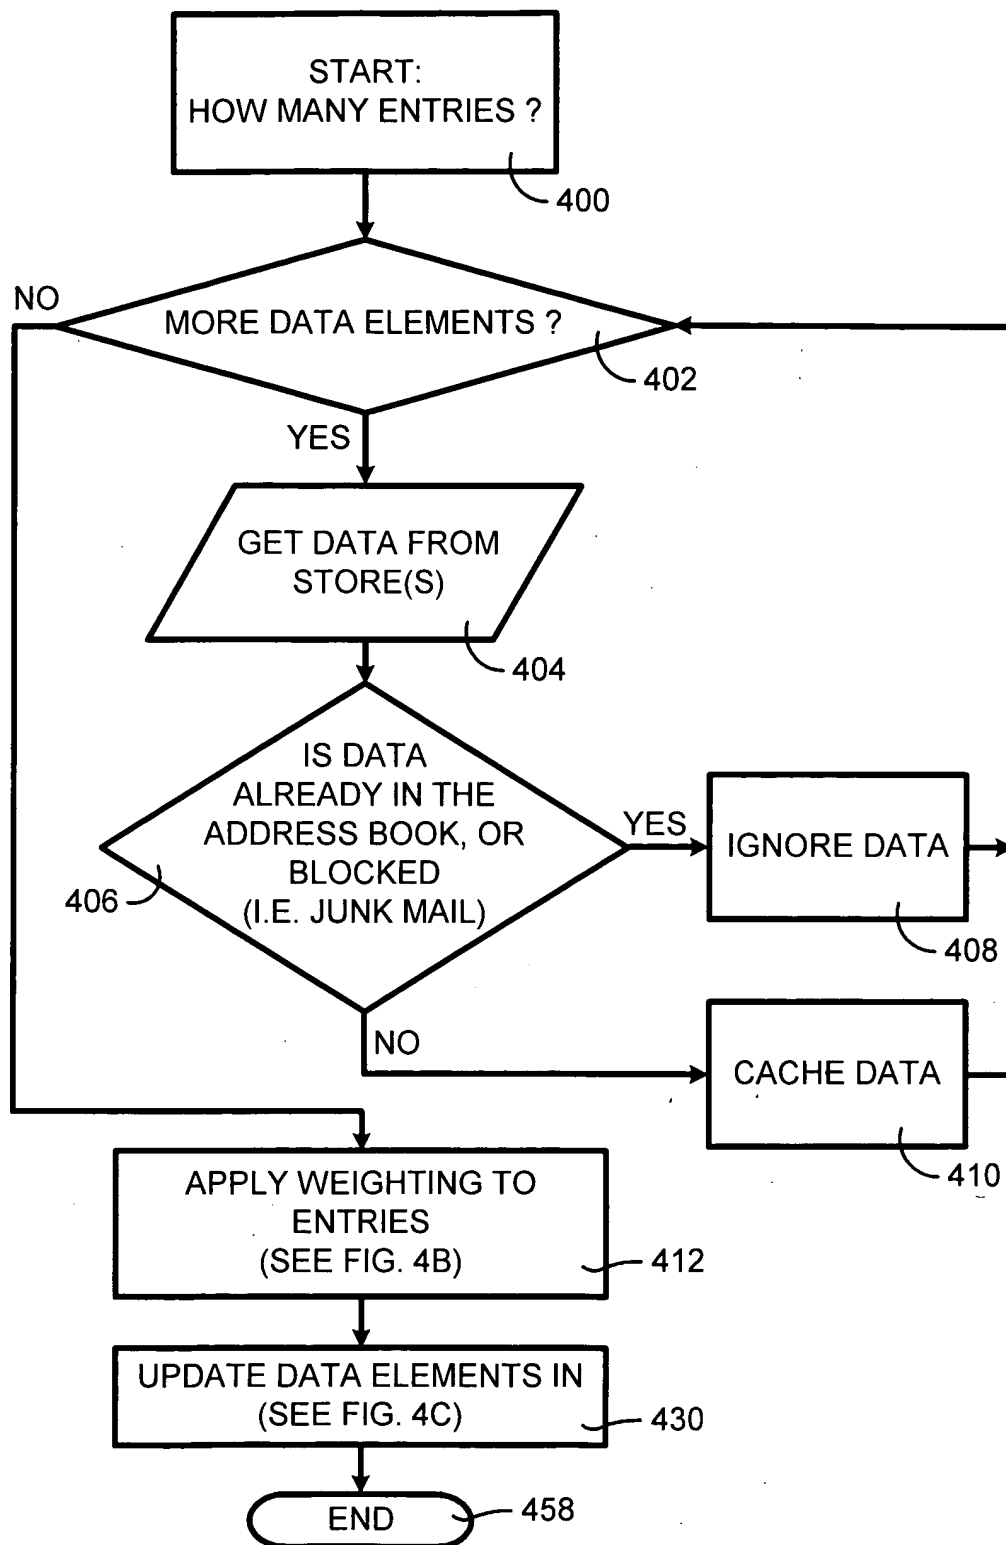 START:
HOW MANY ENTRIES ?
400
NO
MORE DATA ELEMENTS ?
402
YES
GET DATA FROM
STORE(S)
404
IS DATA
ALREADY IN THE
ADDRESS BOOK, OR
BLOCKED
(I.E. JUNK MAIL)
406
YES
IGNORE DATA
408
NO
CACHE DATA
410
APPLY WEIGHTING TO
ENTRIES
(SEE FIG. 4B)
412
UPDATE DATA ELEMENTS IN
(SEE FIG. 4C)
430
END
458